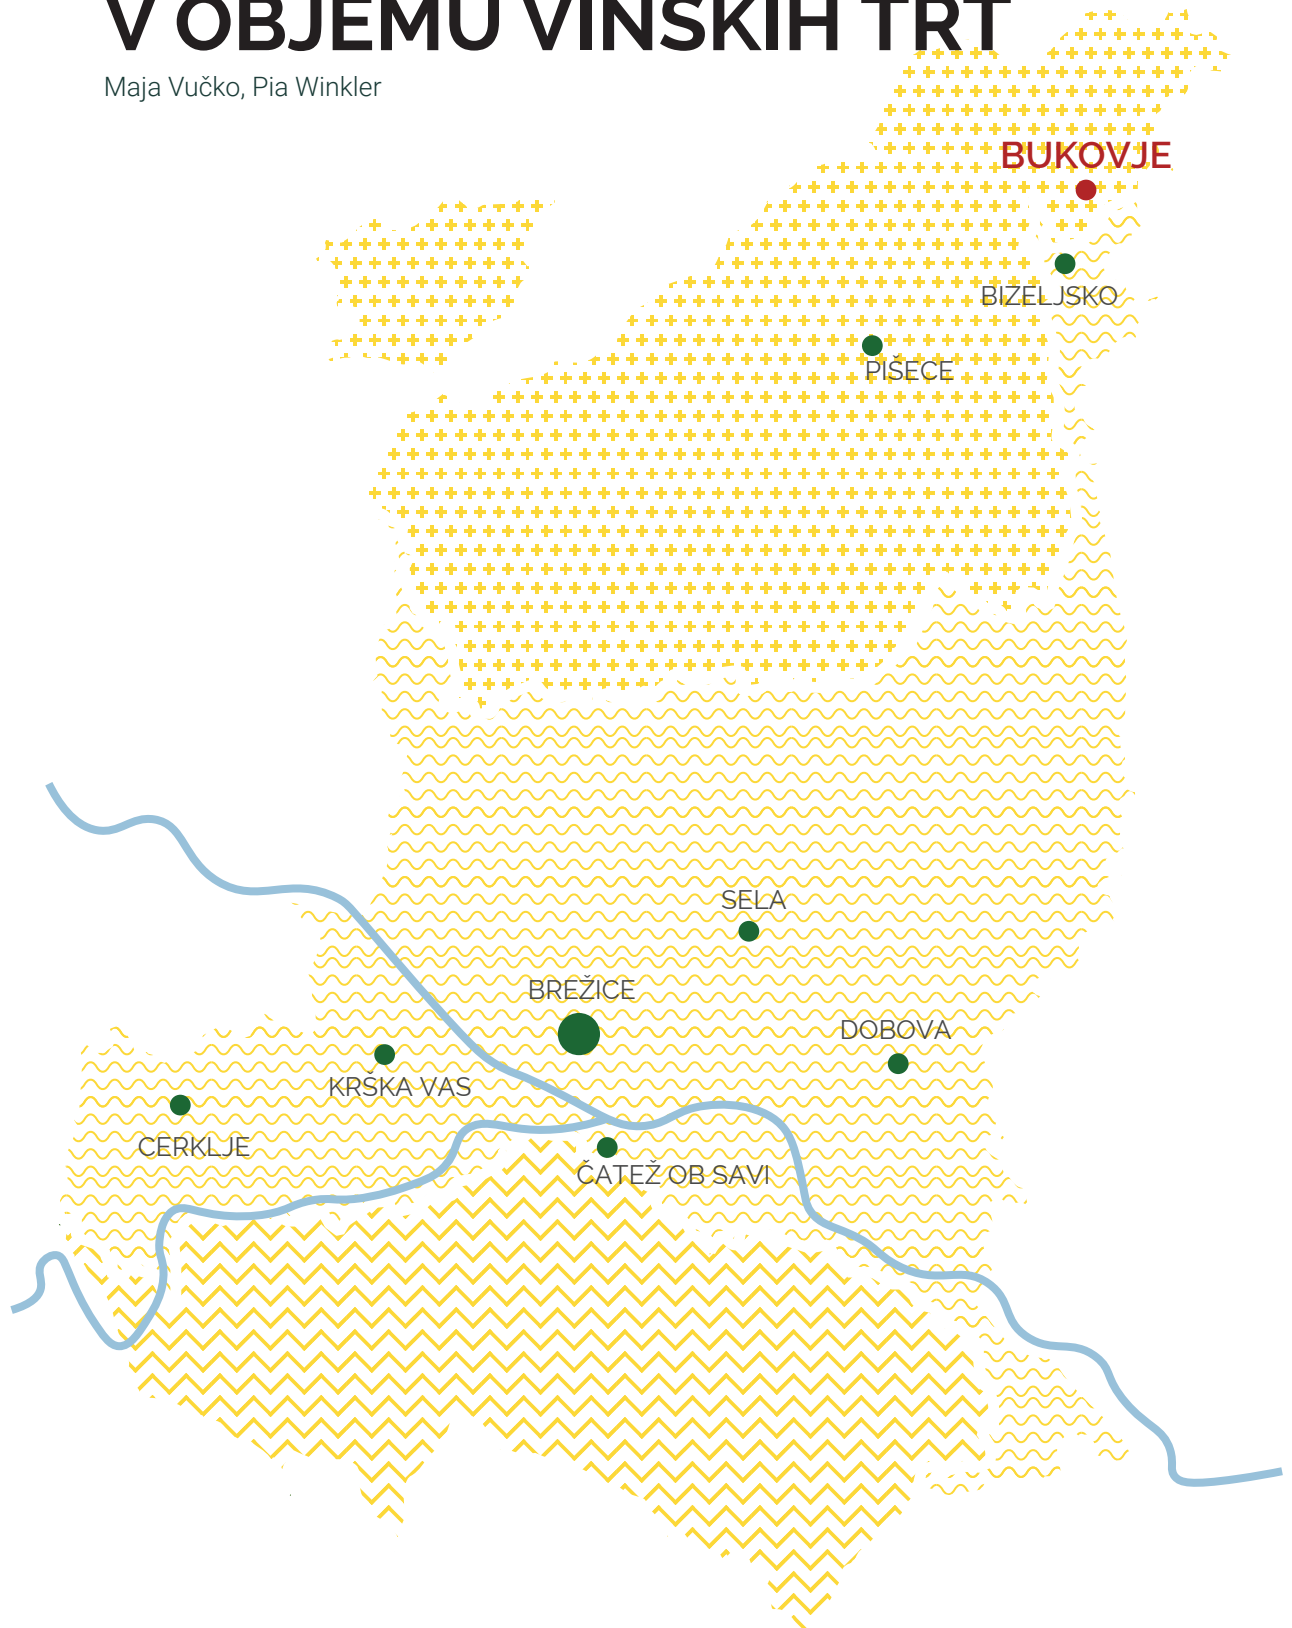 V OBJEMU VINSKIH TRT
Maja Vučko, Pia Winkler
BUKOVJE
BIZELJSKO
PIŠECE
SELA
BREŽICE
DOBOVA
KRŠKA VAS
CERKLJE
ČATEŽ OB SAVI